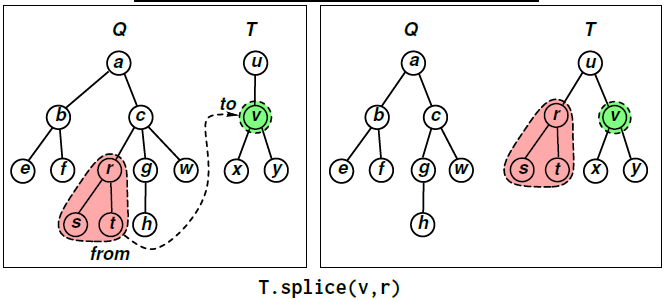 Q T Q T
a u a u
to
b c v b c r v
e f r g w x y e f g w s t x y
s t h h
from
T.splice(v,r)